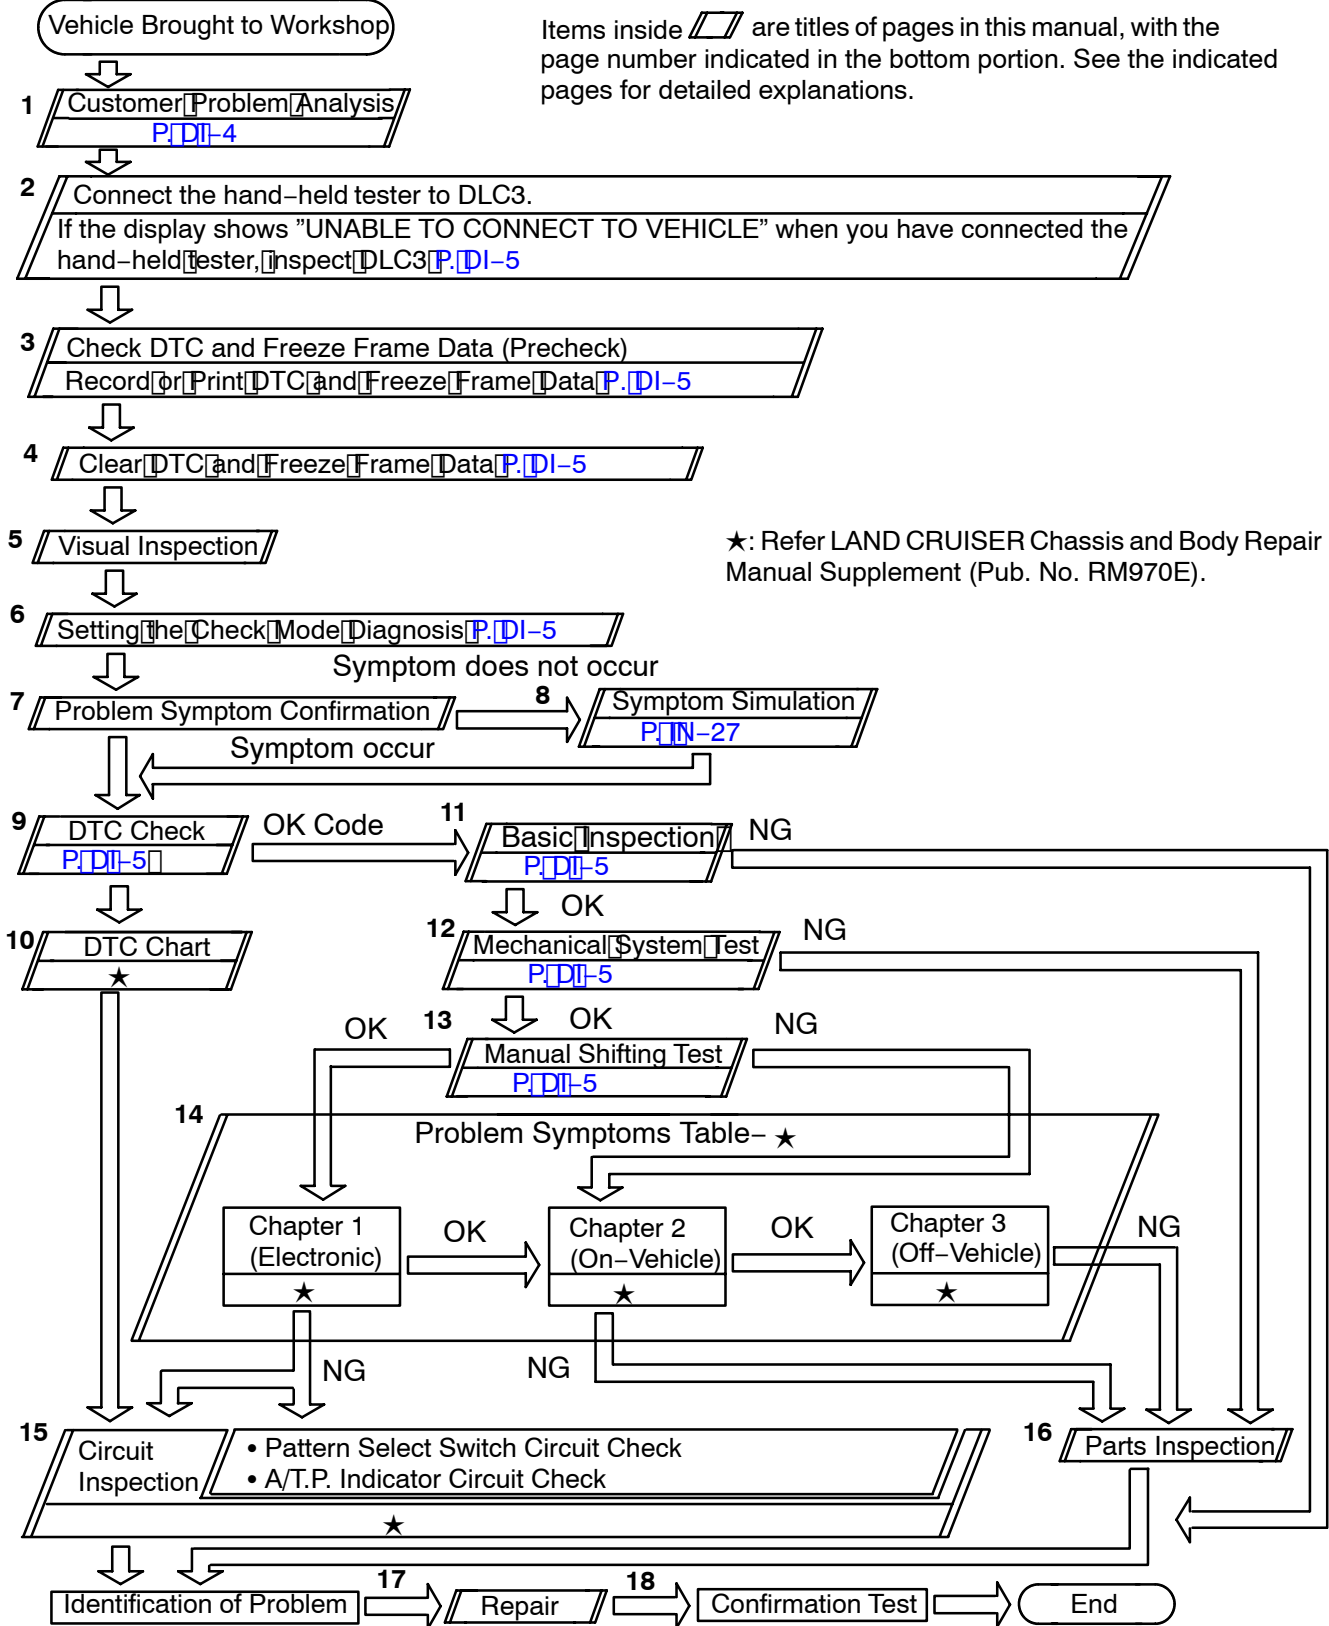 Vehicle Brought to Workshop
Items inside are titles of pages in this manual, with the
page number indicated in the bottom portion. See the indicated
pages for detailed explanations.
1
Customer Problem Analysis
P. DI–4
2
Connect the hand–held tester to DLC3.
If the display shows ”UNABLE TO CONNECT TO VEHICLE” when you have connected the
hand–held tester, inspect DLC3 P. DI–5
3
Check DTC and Freeze Frame Data (Precheck)
Record or Print DTC and Freeze Frame Data P. DI–5
4
Clear DTC and Freeze Frame Data P. DI–5
5
Visual Inspection
★: Refer LAND CRUISER Chassis and Body Repair
Manual Supplement (Pub. No. RM970E).
6
Setting the Check Mode Diagnosis P. DI–5
Symptom does not occur
7
Problem Symptom Confirmation
8
Symptom Simulation
P. IN–27
Symptom occur
9
DTC Check
P. DI–5
OK Code
11
Basic Inspection
P. DI–5
NG
OK
10
DTC Chart
★
12
Mechanical System Test
P. DI–5
NG
OK
13
OK
Manual Shifting Test
P. DI–5
NG
14
Problem Symptoms Table– ★
Chapter 1
(Electronic)
★
OK
Chapter 2
(On–Vehicle)
★
OK
Chapter 3
(Off–Vehicle)
★
NG
NG
NG
15
Circuit
Inspection
• Pattern Select Switch Circuit Check
• A/T.P. Indicator Circuit Check
★
16
Parts Inspection
Identification of Problem
17
Repair
18
Confirmation Test
End